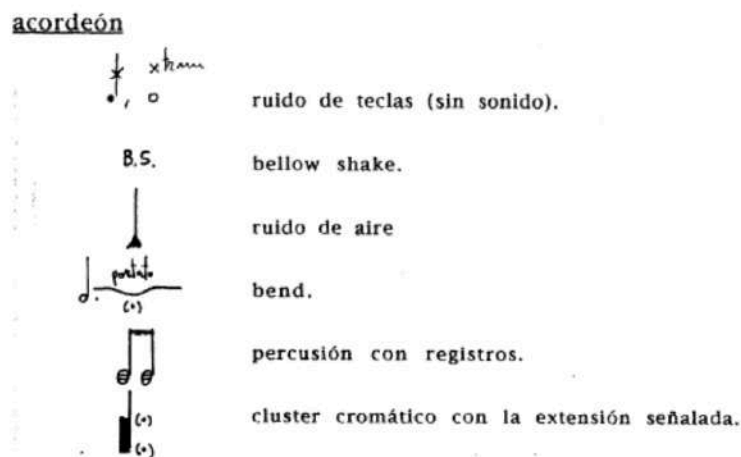 acordeón
ruido de teclas (sin sonido).
B.S. bellow shake.
ruido de aire
portato
bend.
percusión con registros.
cluster cromático con la extensión señalada.